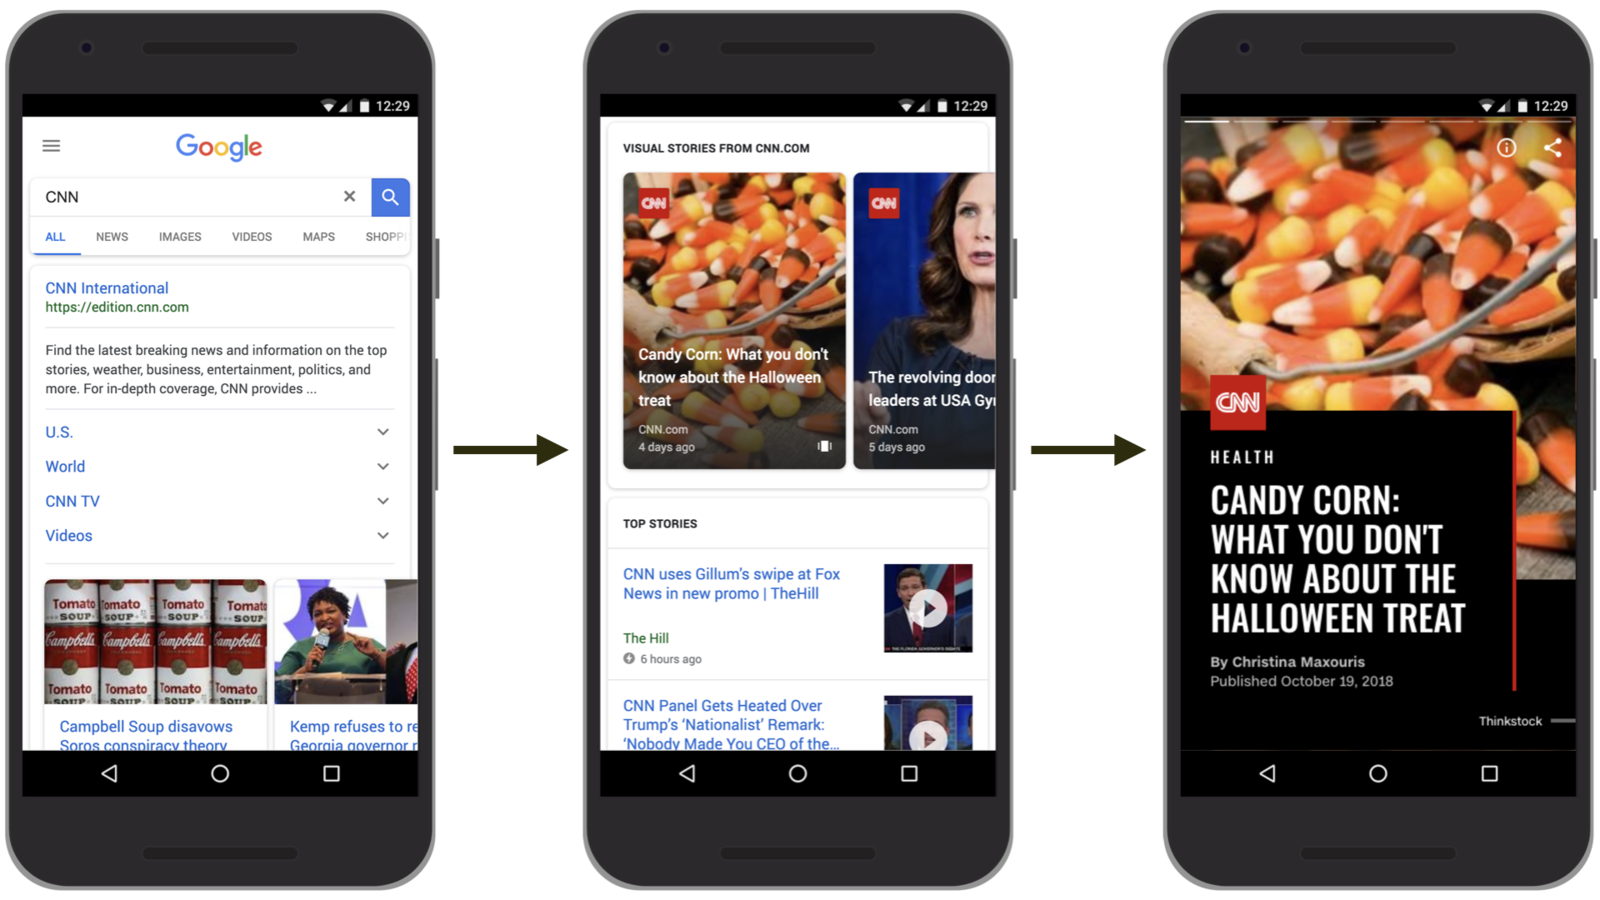 12:29
Google
CNN
ALL NEWS IMAGES VIDEOS MAPS SHOPPI
CNN International
https://edition.cnn.com
Find the latest breaking news and information on the top
stories, weather, business, entertainment, politics, and
more. For in-depth coverage, CNN provides ...
U.S.
World
CNN TV
Videos
Tomato Tomato Tomato Tomato
SOUP SOUP SOUP SOUP
Campbell's Campbell's Campbell's Campbell's
Tomato Tomato Tomato Tomato
Campbell Soup disavows
Soros conspiracy theory
Kemp refuses to re
Georgia governor r
12:29
VISUAL STORIES FROM CNN.COM
CNN
Candy Corn: What you don't
know about the Halloween
treat
CNN.com
4 days ago
CNN
The revolving door
leaders at USA Gy
CNN.com
5 days ago
TOP STORIES
CNN uses Gillum's swipe at Fox
News in new promo | TheHill
The Hill
6 hours ago
CNN Panel Gets Heated Over
Trump's ‘Nationalist’ Remark:
‘Nobody Made You CEO of the...
12:29
CNN
HEALTH
CANDY CORN:
WHAT YOU DON'T
KNOW ABOUT THE
HALLOWEEN TREAT
By Christina Maxouris
Published October 19, 2018
Thinkstock